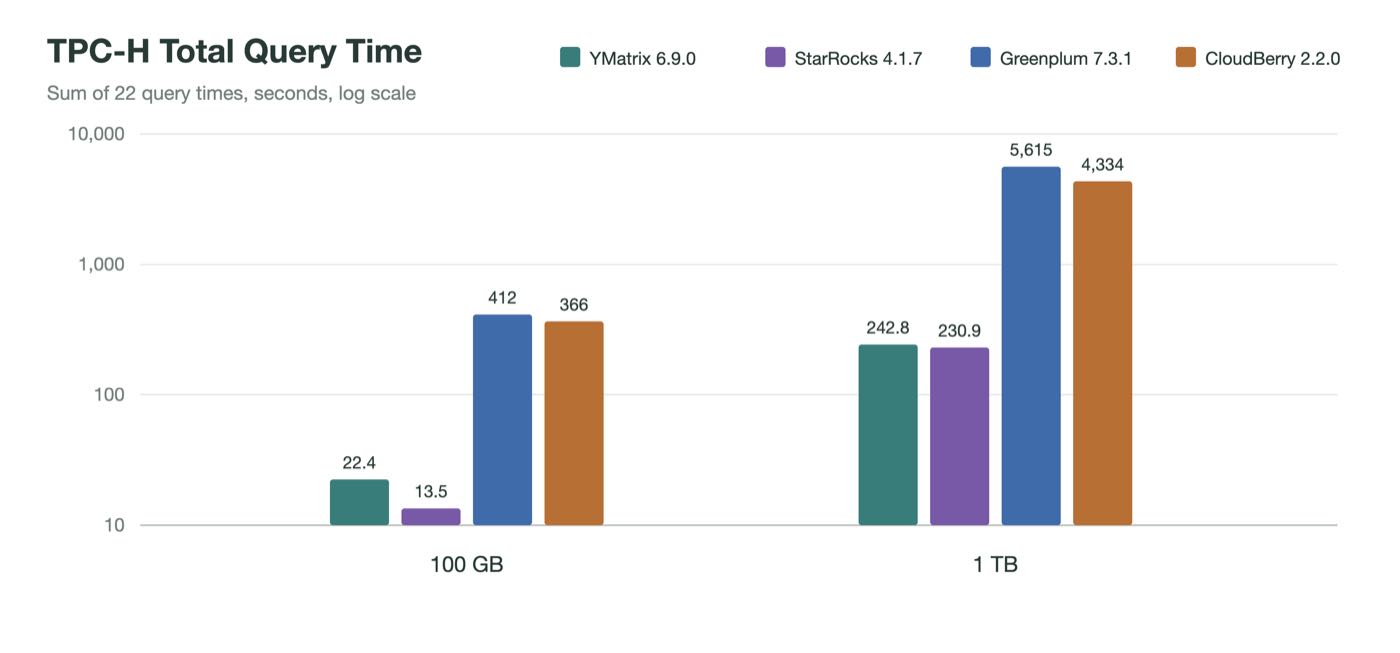 TPC-H Total Query Time
YMatrix 6.9.0
StarRocks 4.1.7
Greenplum 7.3.1
CloudBerry 2.2.0
Sum of 22 query times, seconds, log scale
10,000
1,000
100
10
22.4
13.5
412
366
242.8
230.9
5,615
4,334
100 GB
1 TB